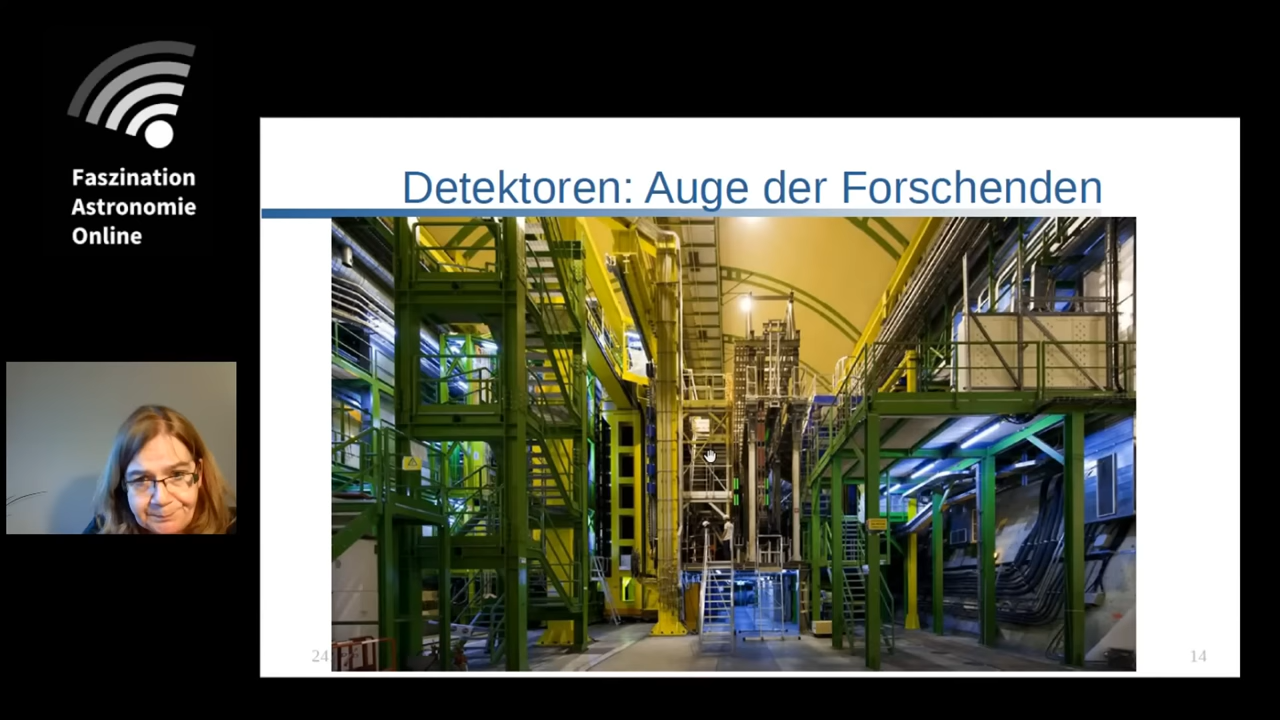 Faszination
Astronomie
Online
Detektoren: Auge der Forschenden
24
14